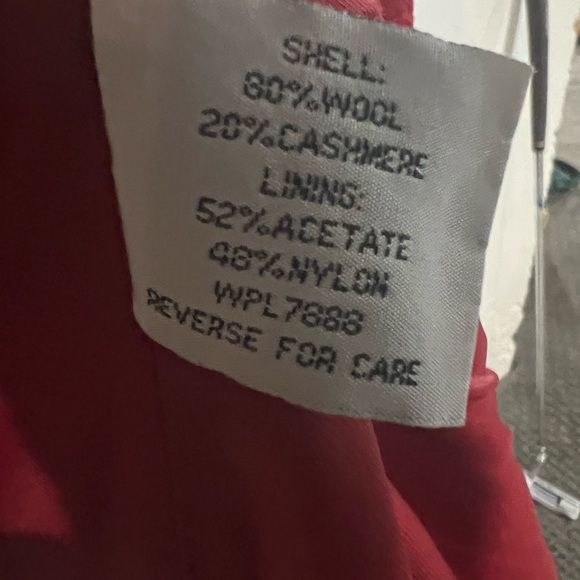 SHELL:
80%WOOL
20%CASHMERE
LINING:
52%ACETATE
48%NYLON
WPL7888
REVERSE FOR CARE